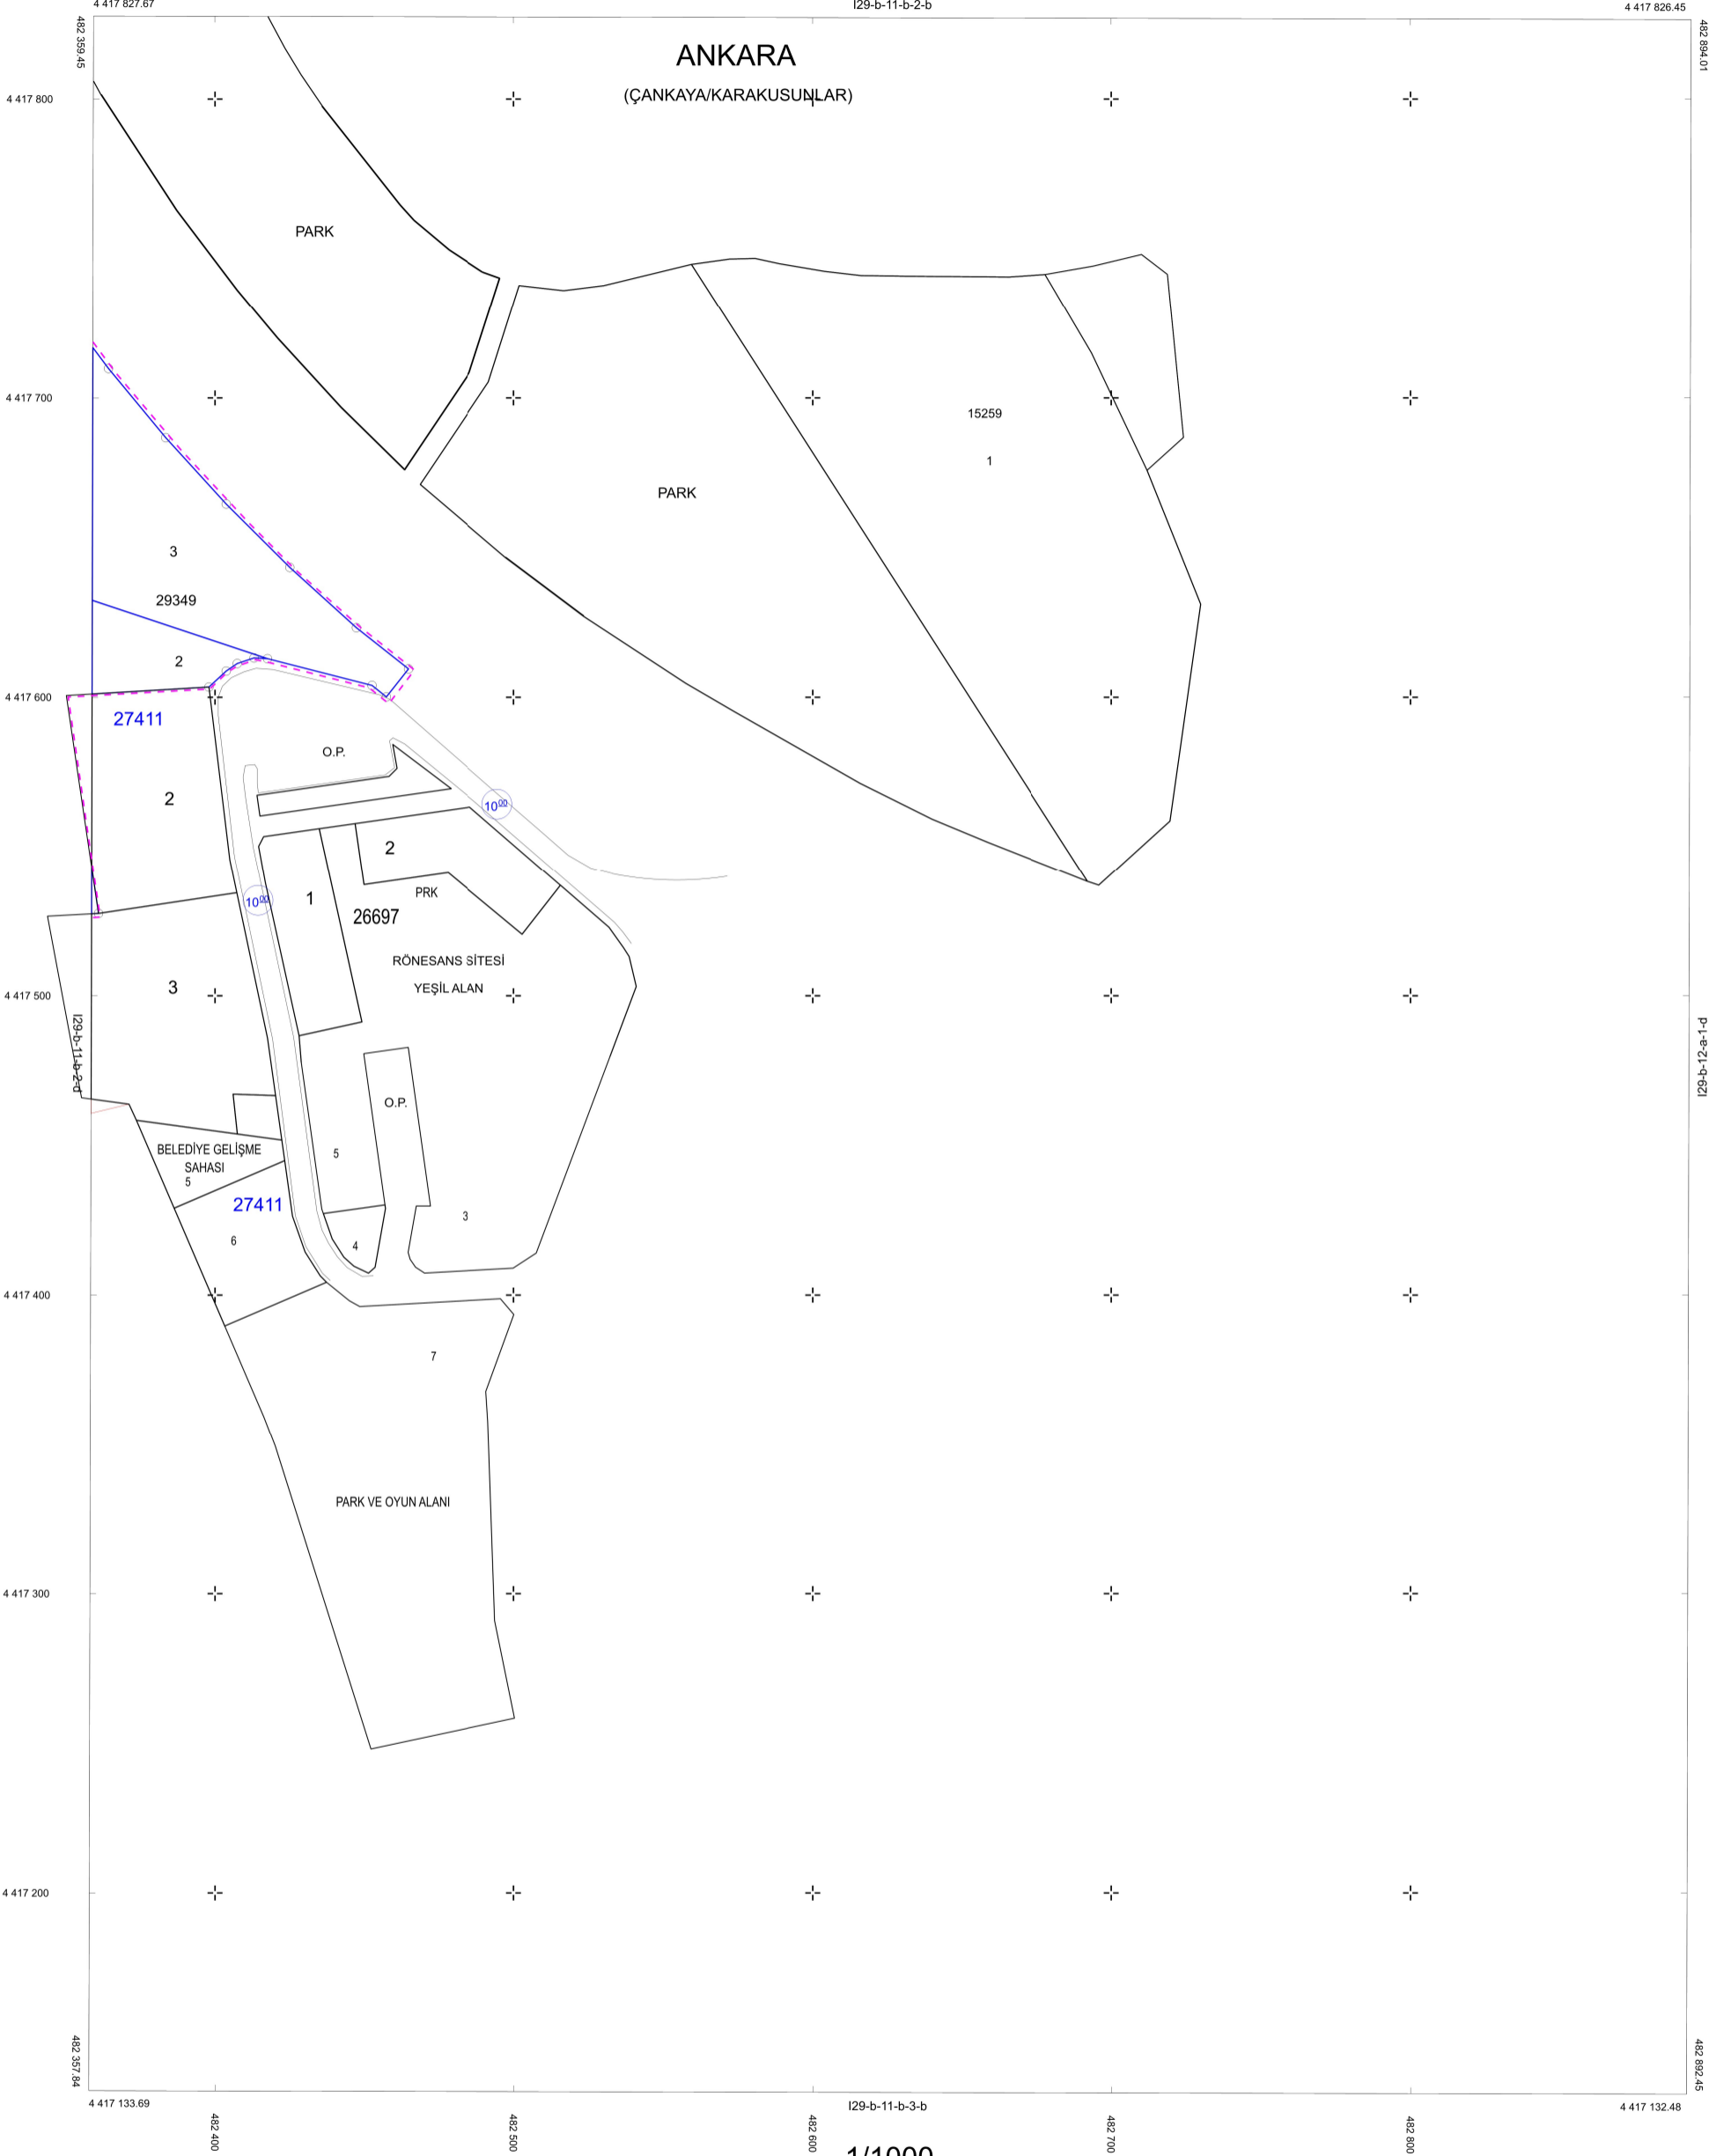 4 417 827.67
I29-b-11-b-2-b
4 417 826.45
482 359.45
482 894.01
ANKARA
(ÇANKAYA/KARAKUSUNLAR)
4 417 800
PARK
4 417 700
15259
1
PARK
3
29349
2
4 417 600
27411
O.P.
2
10 00
2
PRK
1
10 00
26697
RÖNESANS SİTESİ
YEŞİL ALAN
3
4 417 500
I29-b-11-b-2-d
I29-b-12-a-1-d
O.P.
BELEDİYE GELİŞME
SAHASI
5
5
27411
3
6
4
4 417 400
7
PARK VE OYUN ALANI
4 417 300
4 417 200
482 357.84
482 892.45
4 417 133.69
I29-b-11-b-3-b
4 417 132.48
482 400
482 500
482 600
482 700
482 800
1/1000